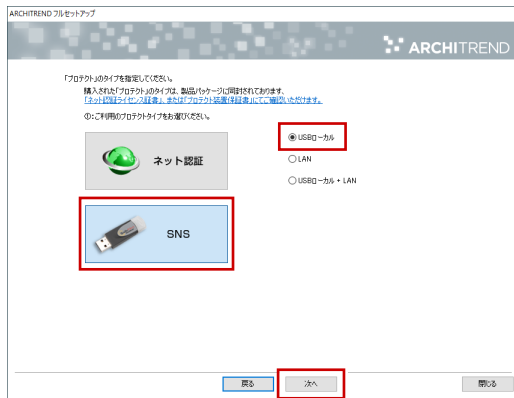 ARCHITREND フルセットアップ
ARCHITREND
「プロテクト」のタイプを指定してください。
購入された「プロテクト」のタイプは、製品パッケージに同封されております、
「ネット認証ライセンス証書」、または「プロテクト装置保証書」にてご確認いただけます。
①:ご利用のプロテクトタイプをお選びください。
ネット認証
SNS
USBローカル
LAN
USBローカル + LAN
戻る
次へ
閉じる